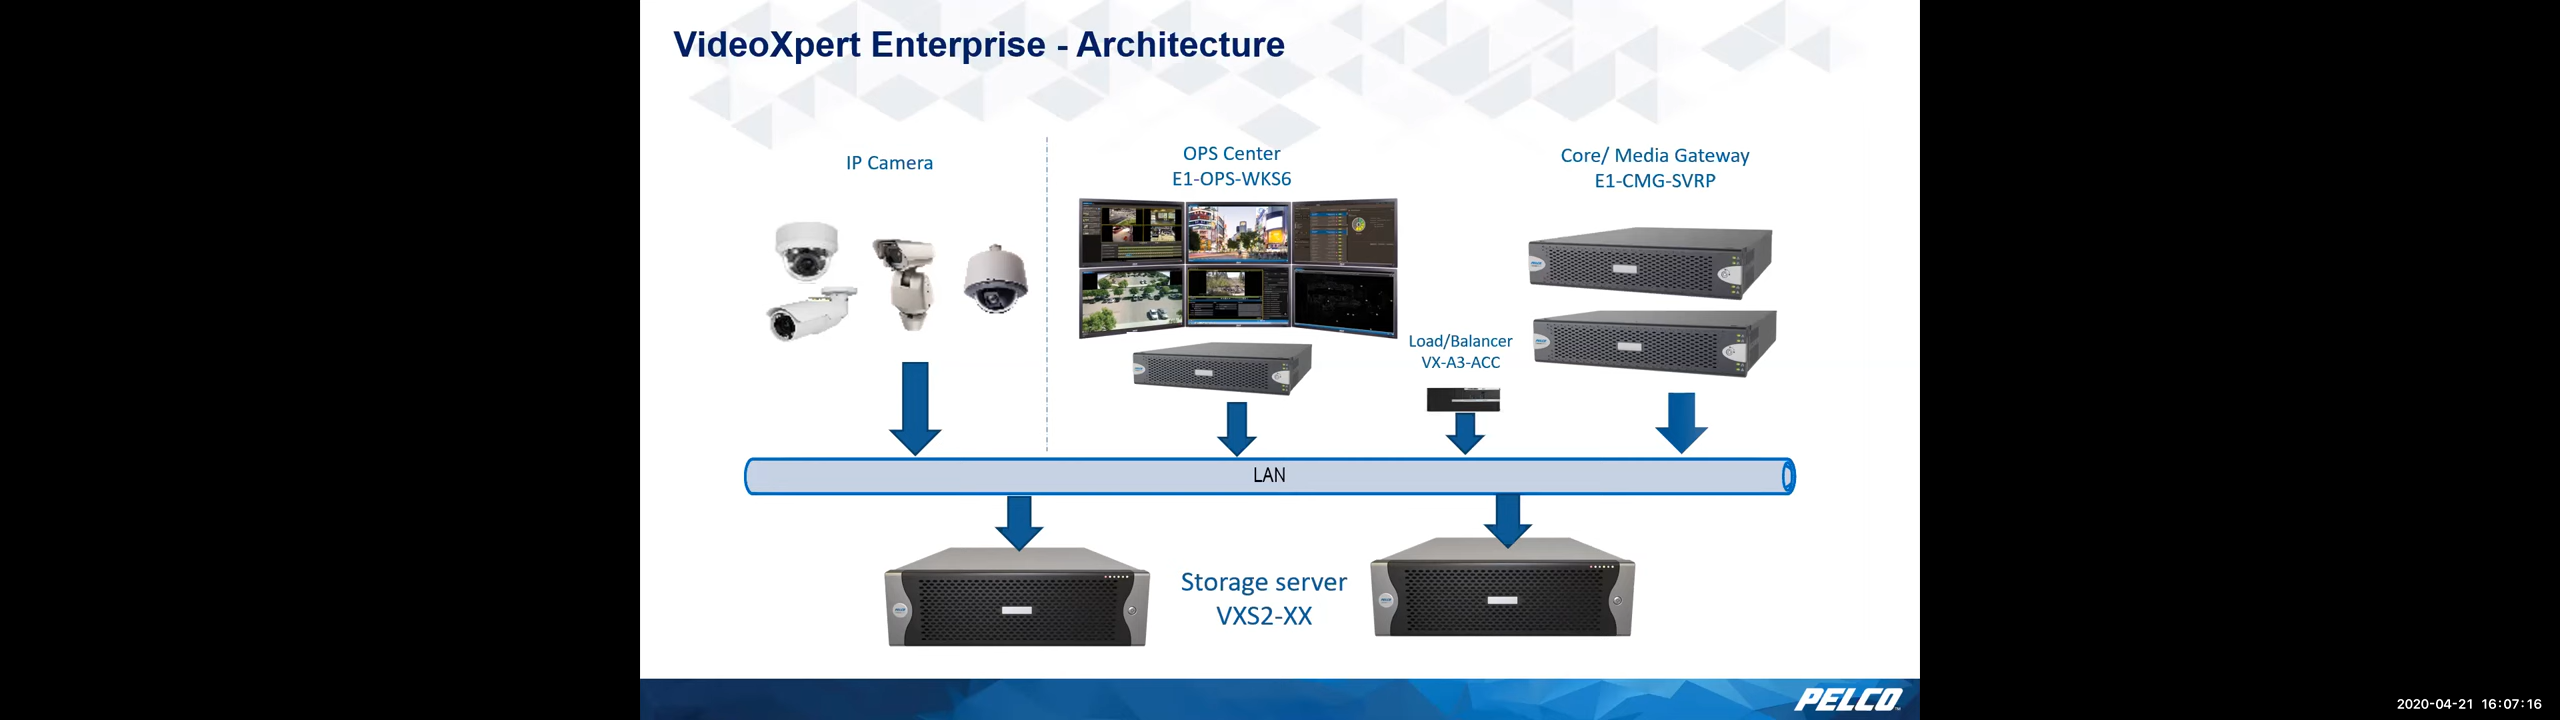 VideoXpert Enterprise - Architecture
IP Camera
OPS Center
E1-OPS-WKS6
Core/ Media Gateway
E1-CMG-SVRP
Load/Balancer
VX-A3-ACC
LAN
Storage server
VXS2-XX
PELCO
2020-04-21 16:07:16